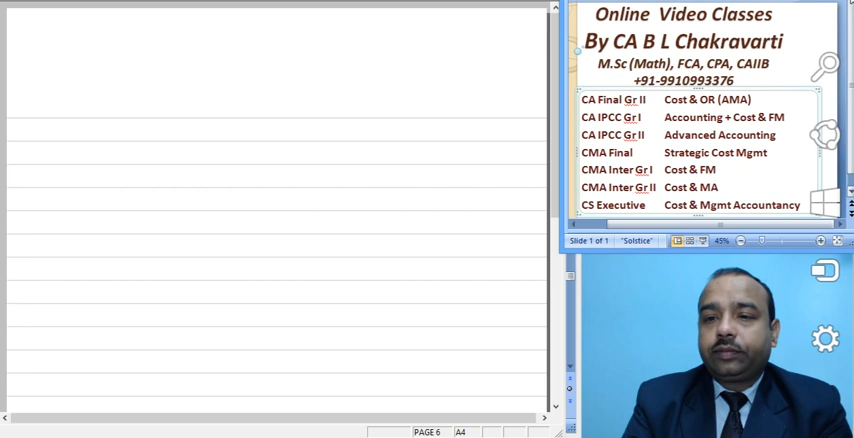 Online Video Classes
By CA B L Chakravarti
M.Sc (Math), FCA, CPA, CAIIB
+91-9910993376
CA Final Gr II Cost & OR (AMA)
CA IPCC Gr I Accounting + Cost & FM
CA IPCC Gr II Advanced Accounting
CMA Final Strategic Cost Mgmt
CMA Inter Gr I Cost & FM
CMA Inter Gr II Cost & MA
CS Executive Cost & Mgmt Accountancy
Slide 1 of 1 "Solstice" 45%
PAGE 6 A4